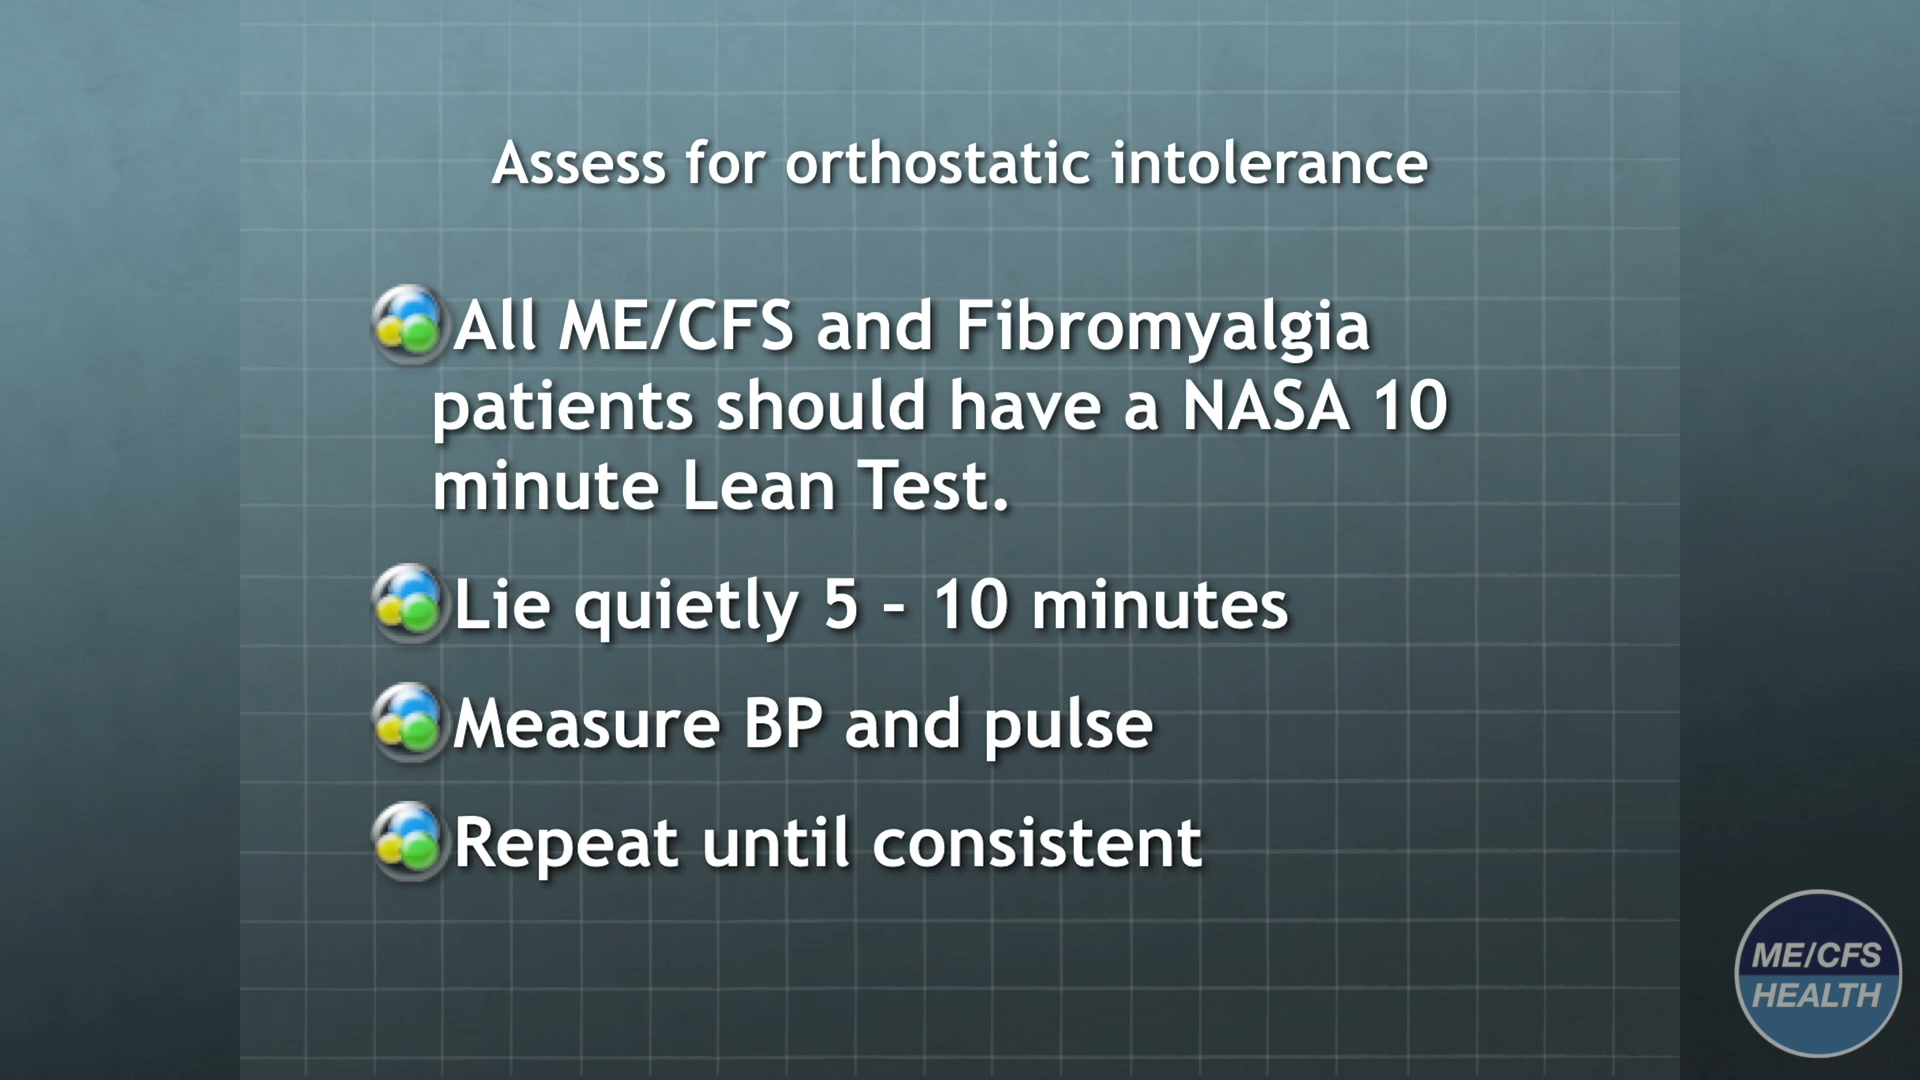 Assess for orthostatic intolerance
All ME/CFS and Fibromyalgia
patients should have a NASA 10
minute Lean Test.
Lie quietly 5 – 10 minutes
Measure BP and pulse
Repeat until consistent
ME/CFS
HEALTH